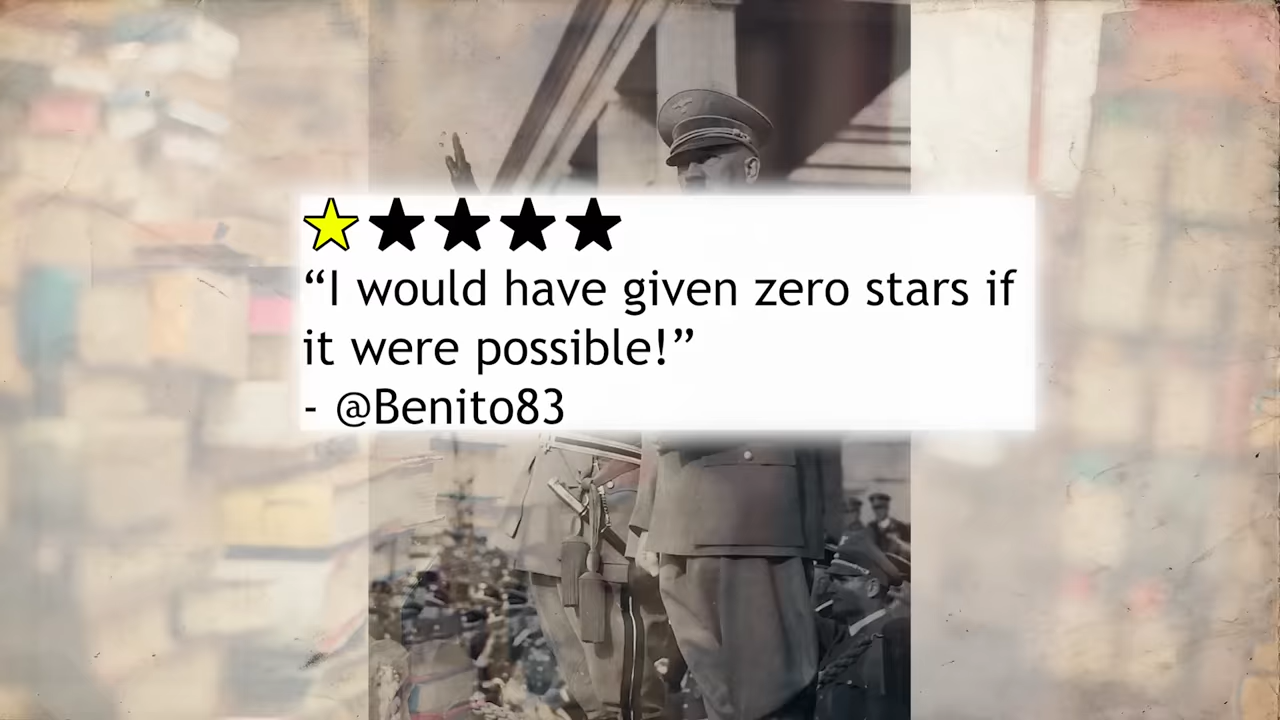 “I would have given zero stars if
it were possible!”
- @Benito83